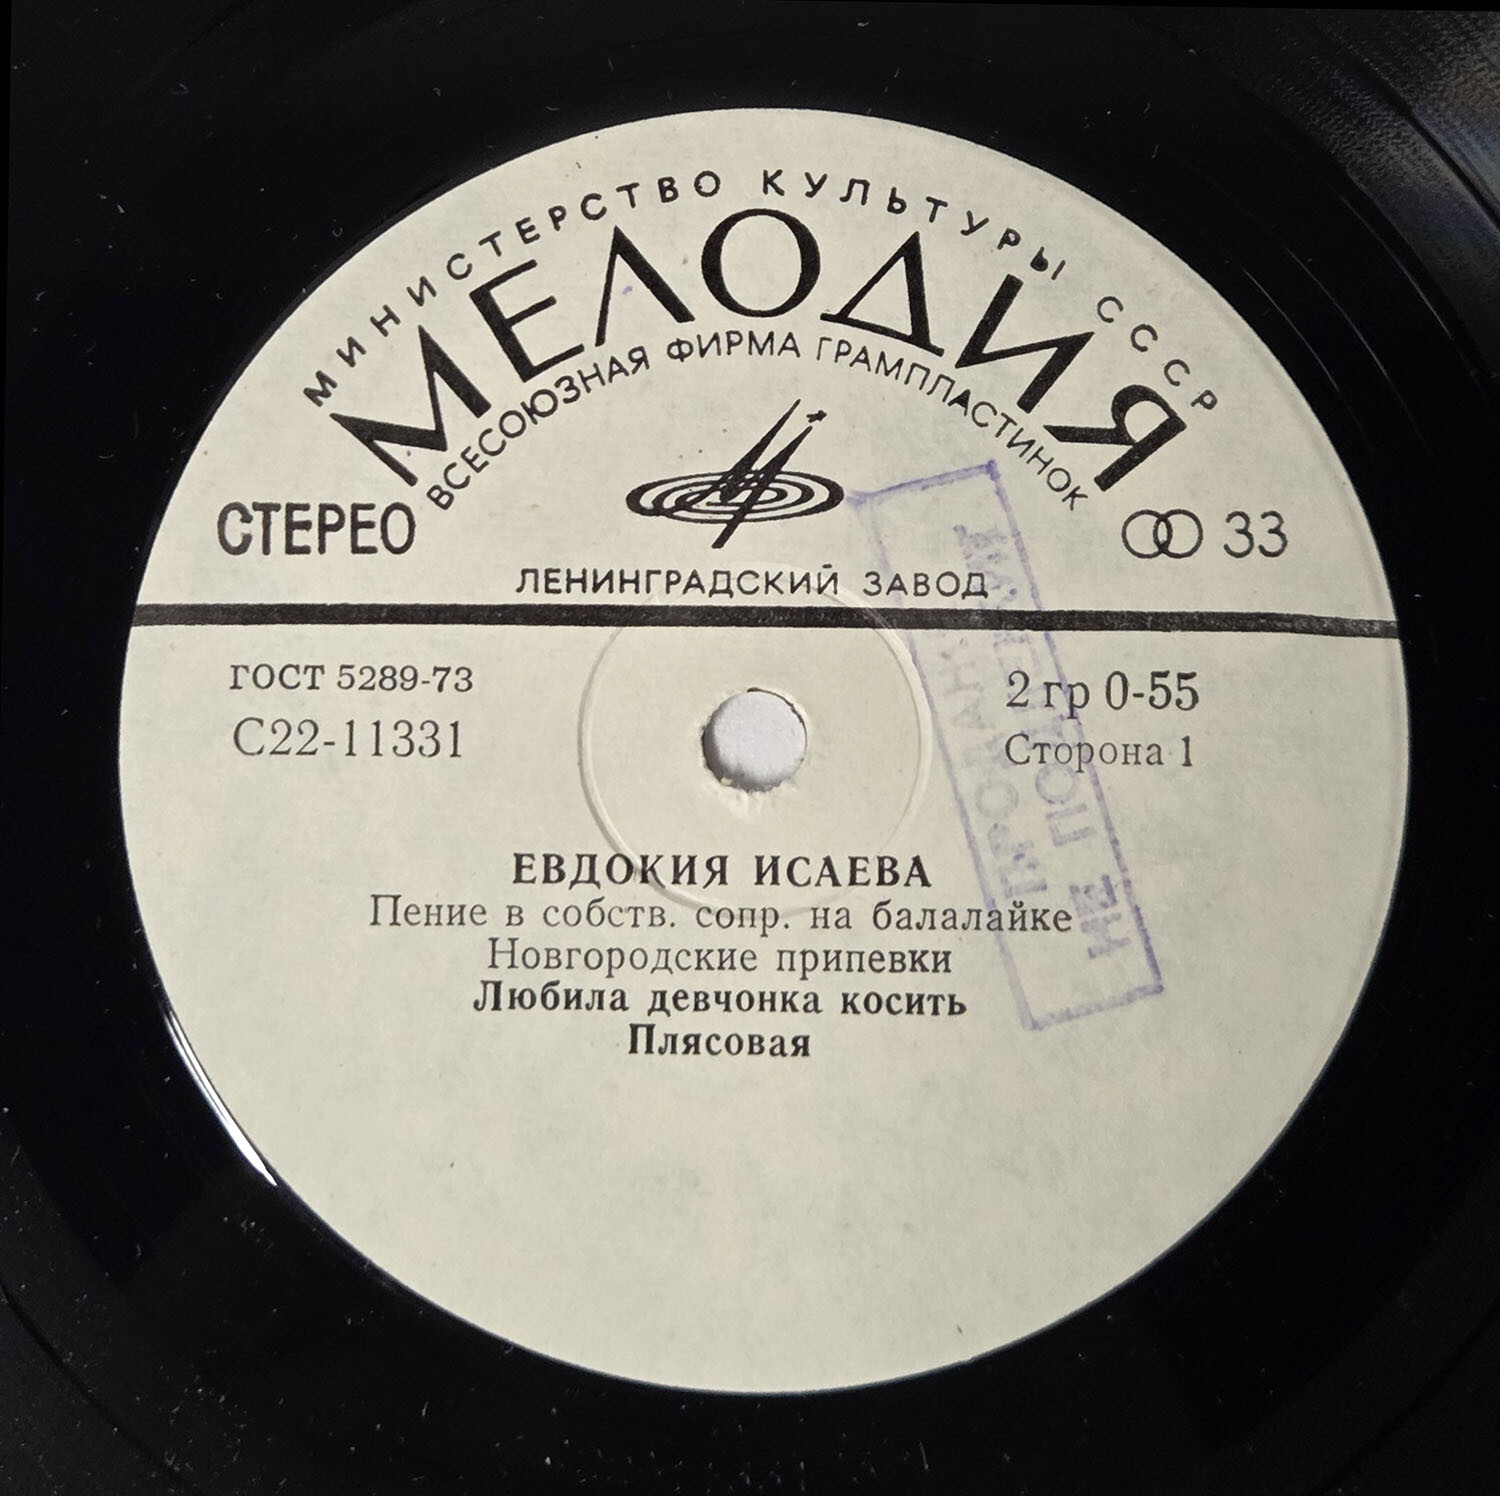 МИНИСТЕРСТВО КУЛЬТУРЫ СССР
МЕЛОДИЯ
ВСЕСОЮЗНАЯ ФИРМА ГРАМПЛАСТИНОК
СТЕРЕО
33
ЛЕНИНГРАДСКИЙ ЗАВОД
ГОСТ 5289-73
2 гр 0-55
С22-11331
Сторона 1
ЕВДОКИЯ ИСАЕВА
Пение в собств. сопр. на балалайке
Новгородские припевки
Любила девчонка косить
Плясовая
НЕ